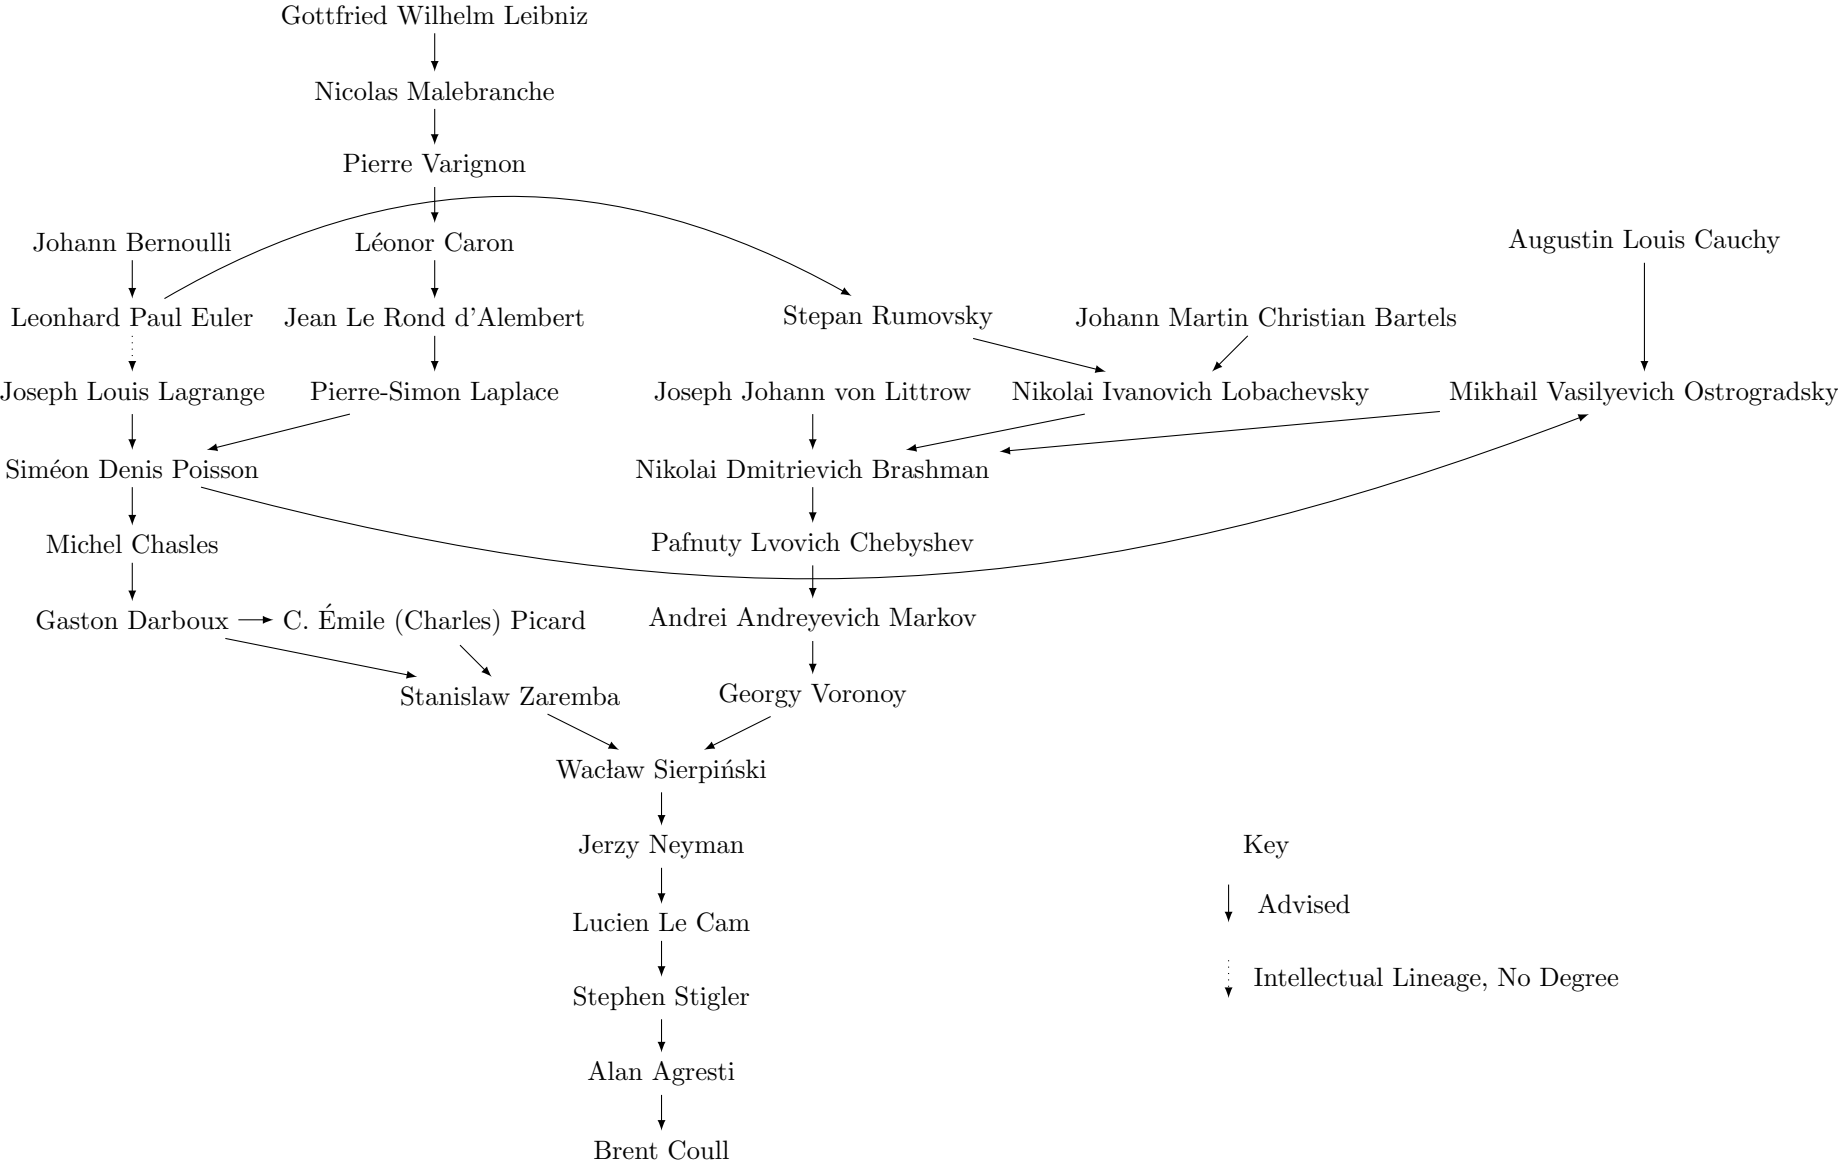 Gottfried Wilhelm Leibniz
Nicolas Malebranche
Pierre Varignon
Johann Bernoulli
Léonor Caron
Augustin Louis Cauchy
Leonhard Paul Euler
Jean Le Rond d'Alembert
Stepan Rumovsky
Johann Martin Christian Bartels
Joseph Louis Lagrange
Pierre-Simon Laplace
Joseph Johann von Littrow
Nikolai Ivanovich Lobachevsky
Mikhail Vasilyevich Ostrogradsky
Siméon Denis Poisson
Nikolai Dmitrievich Brashman
Michel Chasles
Pafnuty Lvovich Chebyshev
Gaston Darboux
C. Émile (Charles) Picard
Andrei Andreyevich Markov
Stanislaw Zaremba
Georgy Voronoy
Wacław Sierpiński
Jerzy Neyman
Key
Lucien Le Cam
Advised
Stephen Stigler
Intellectual Lineage, No Degree
Alan Agresti
Brent Coull